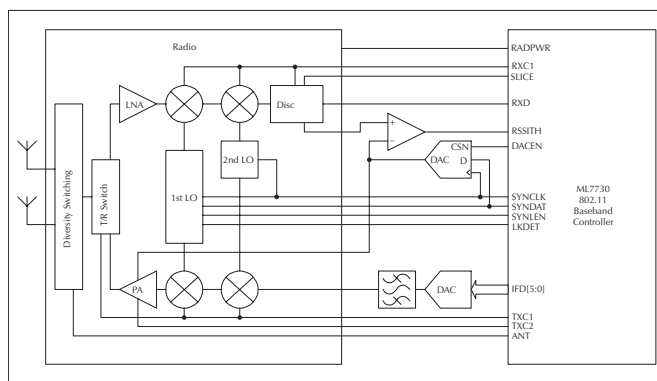 Radio
RADPWR
RXC1
SLICE
LNA
Disc
RXD
+
−
RSSITH
CSN
DACEN
DAC
D
Diversity Switching
T/R Switch
1st LO
2nd LO
SYNCLK
SYNDAT
SYNLEN
LKDET
ML7730
802.11
Baseband
Controller
PA
DAC
IFD[5:0]
TXC1
TXC2
ANT